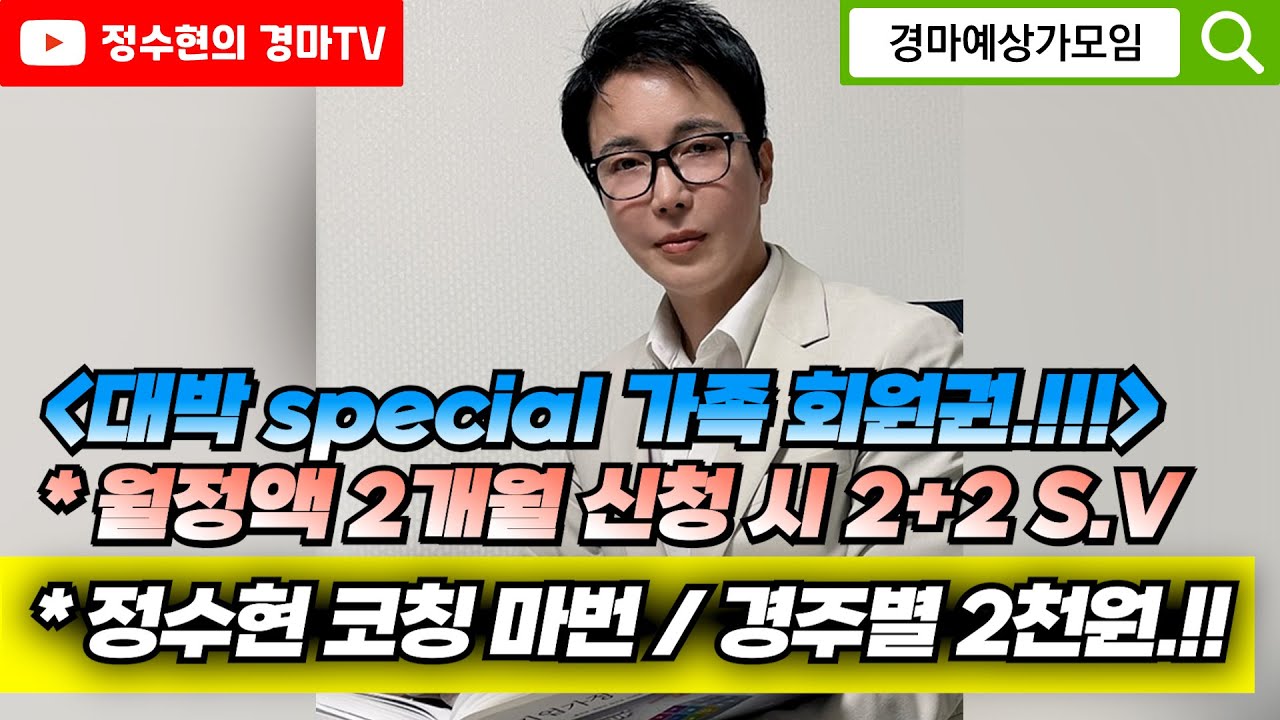 정수현의 경마TV
경마예상가모임
<대박 special 가족 회원권.!!!>
* 월정액 2개월 신청 시 2+2 S.V
* 정수현 코칭 마번 / 경주별 2천원.!!